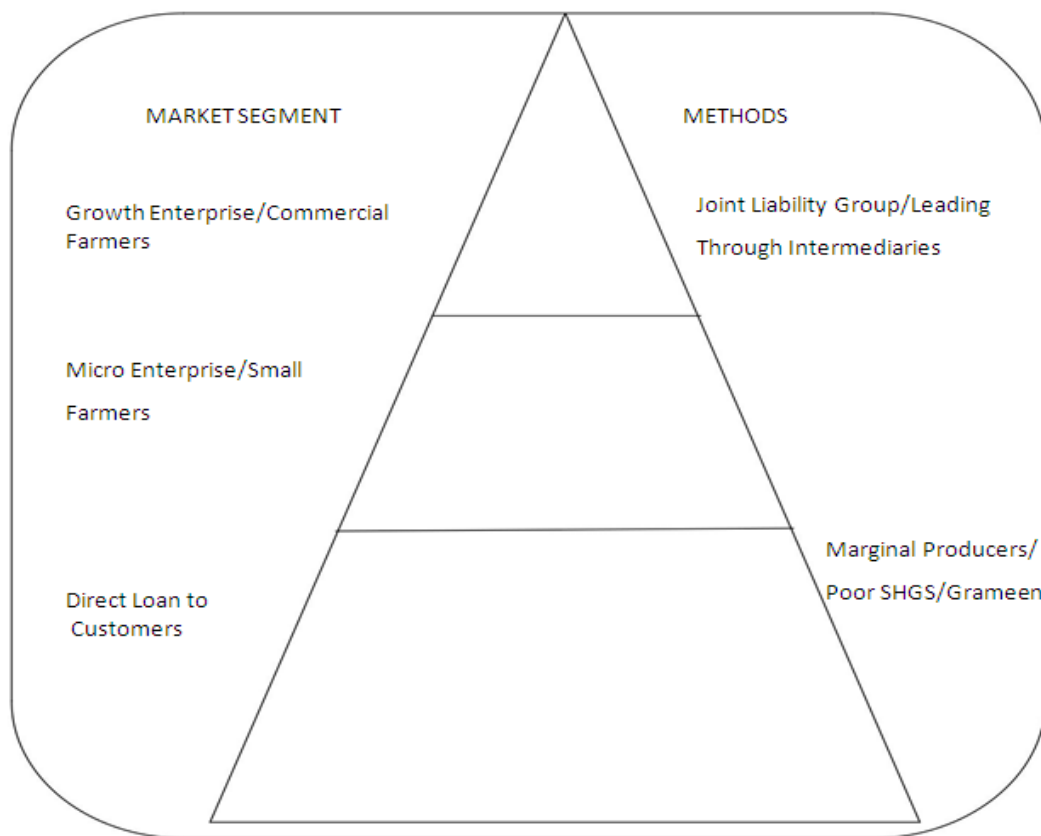 MARKET SEGMENT
METHODS
Growth Enterprise/Commercial
Farmers
Joint Liability Group/Leading
Through Intermediaries
Micro Enterprise/Small
Farmers
Marginal Producers/
Poor SHGS/Grameen
Direct Loan to
Customers